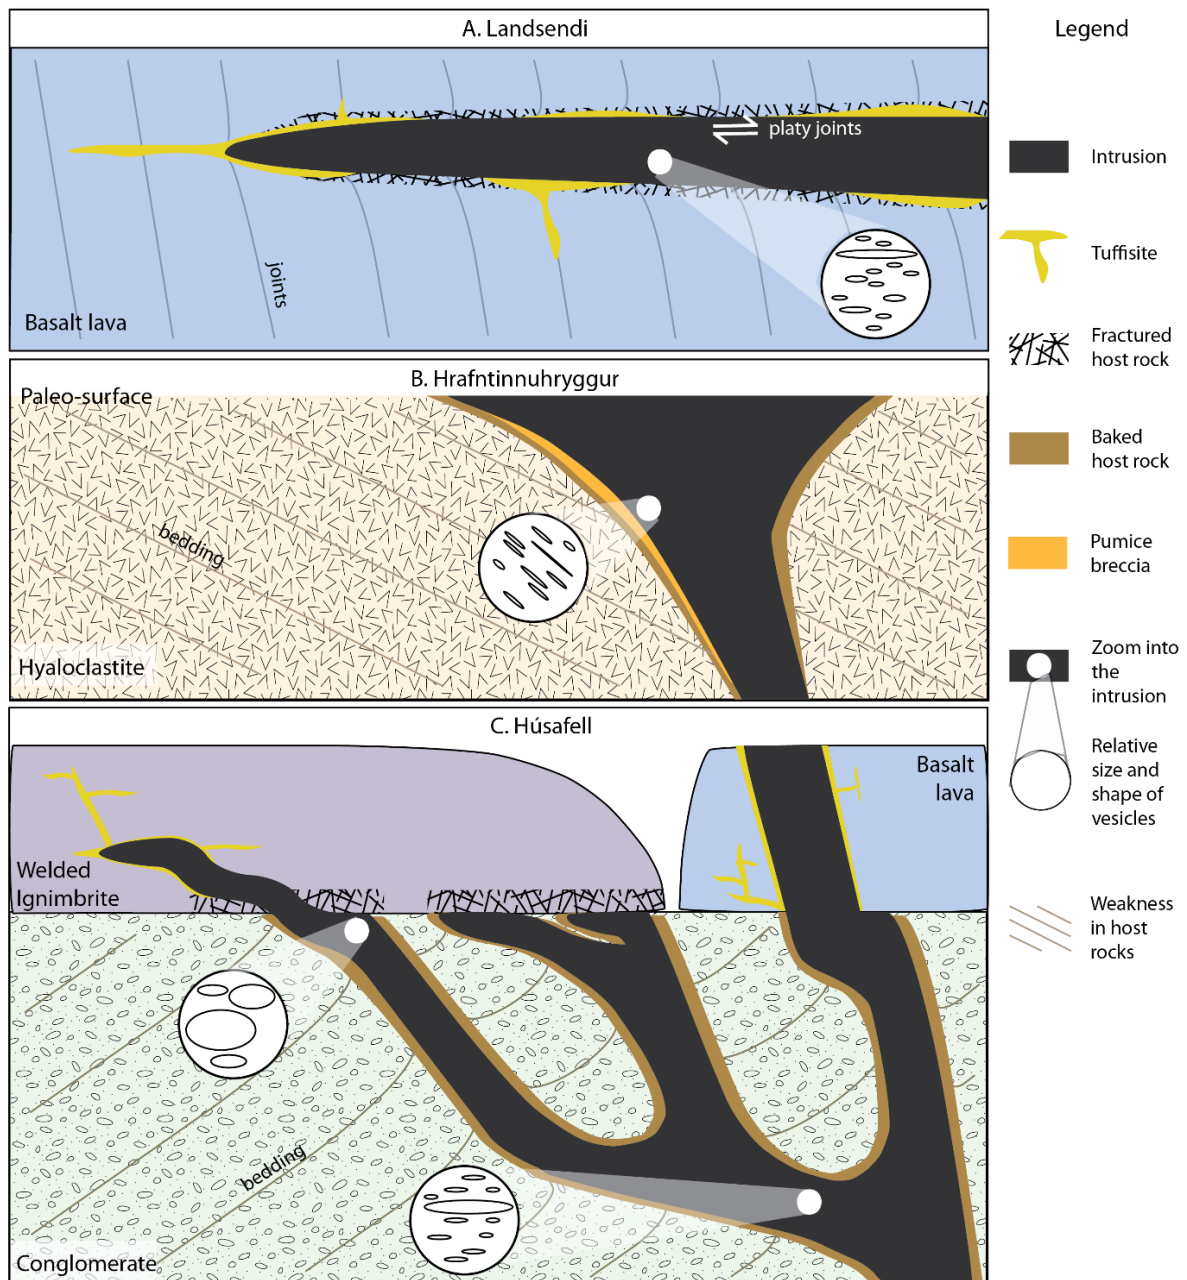 A. Landsendi
platy joints
joints
Basalt lava
B. Hrafntinnuhryggur
Paleo-surface
bedding
Hyaloclastite
C. Húsafell
Basalt
lava
Welded
Ignimbrite
bedding
Conglomerate
Legend
Intrusion
Tuffisite
Fractured
host rock
Baked
host rock
Pumice
breccia
Zoom into
the
intrusion
Relative
size and
shape of
vesicles
Weakness
in host
rocks